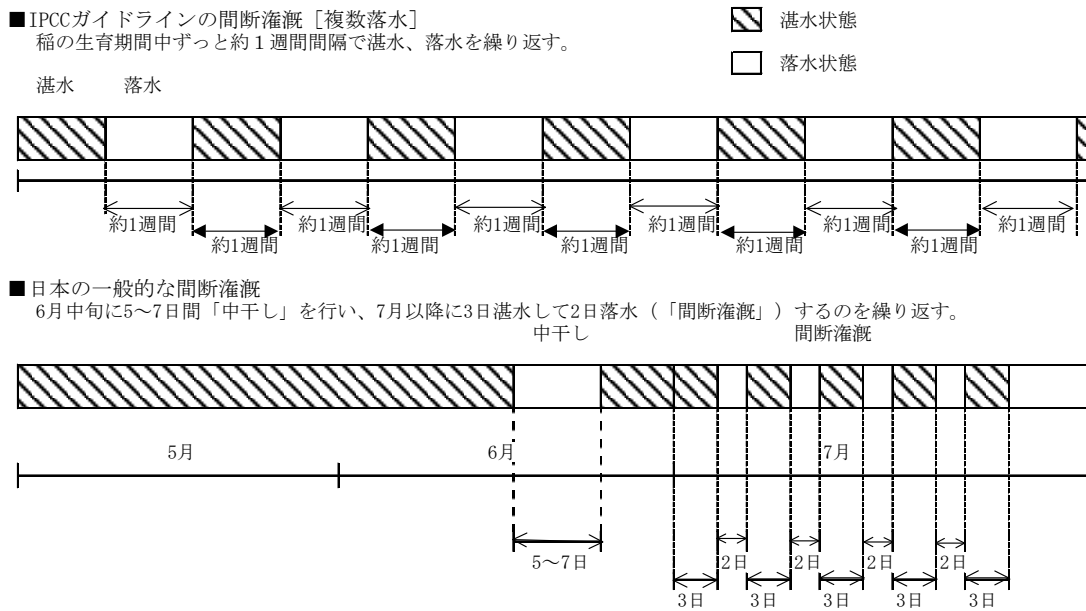 ■IPCCガイドラインの間断潅漑［複数落水］
稲の生育期間中ずっと約１週間間隔で湛水、落水を繰り返す。
湛水状態
落水状態
湛水 落水
約1週間 約1週間 約1週間 約1週間 約1週間 約1週間
約1週間 約1週間 約1週間 約1週間 約1週間
■日本の一般的な間断潅漑
6月中旬に5～7日間「中干し」を行い、7月以降に3日湛水して2日落水（「間断潅漑」）するのを繰り返す。
中干し 間断潅漑
5月 6月 7月
5～7日 2日 2日 2日 2日
3日 3日 3日 3日 3日